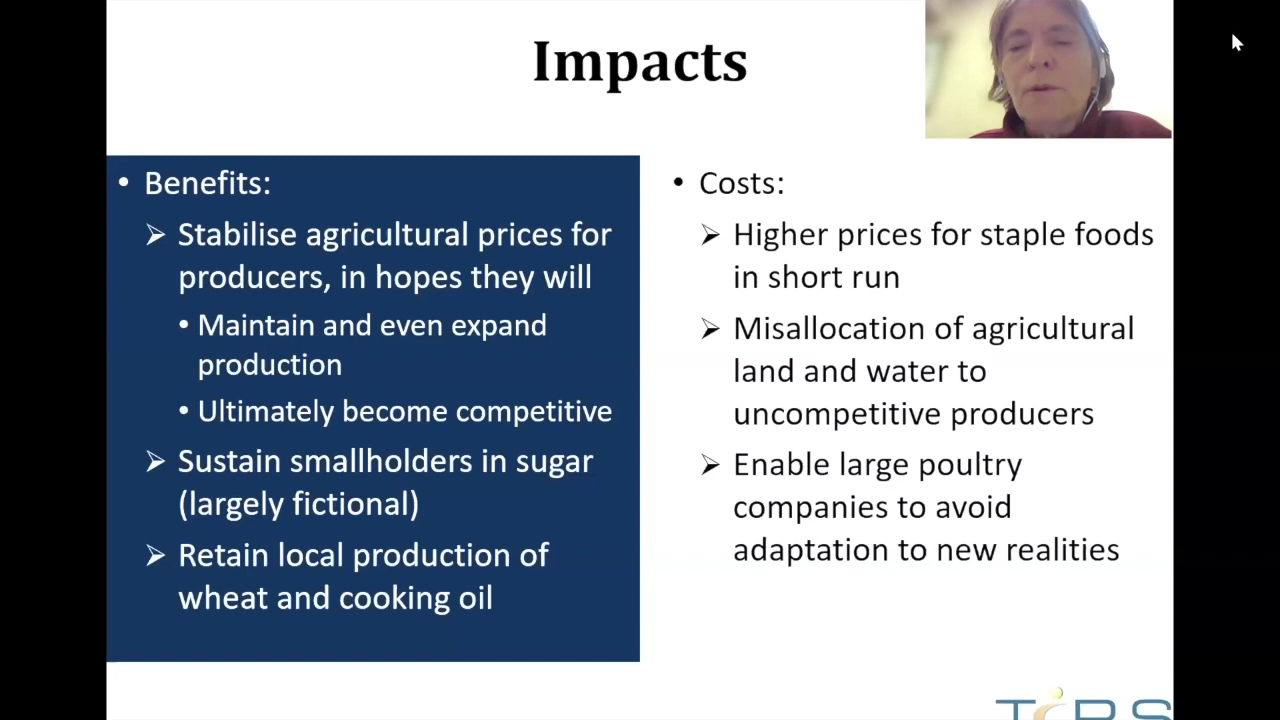 Impacts
• Benefits:
➢ Stabilise agricultural prices for
producers, in hopes they will
• Maintain and even expand
production
• Ultimately become competitive
➢ Sustain smallholders in sugar
(largely fictional)
➢ Retain local production of
wheat and cooking oil
• Costs:
➢ Higher prices for staple foods
in short run
➢ Misallocation of agricultural
land and water to
uncompetitive producers
➢ Enable large poultry
companies to avoid
adaptation to new realities
TIPS